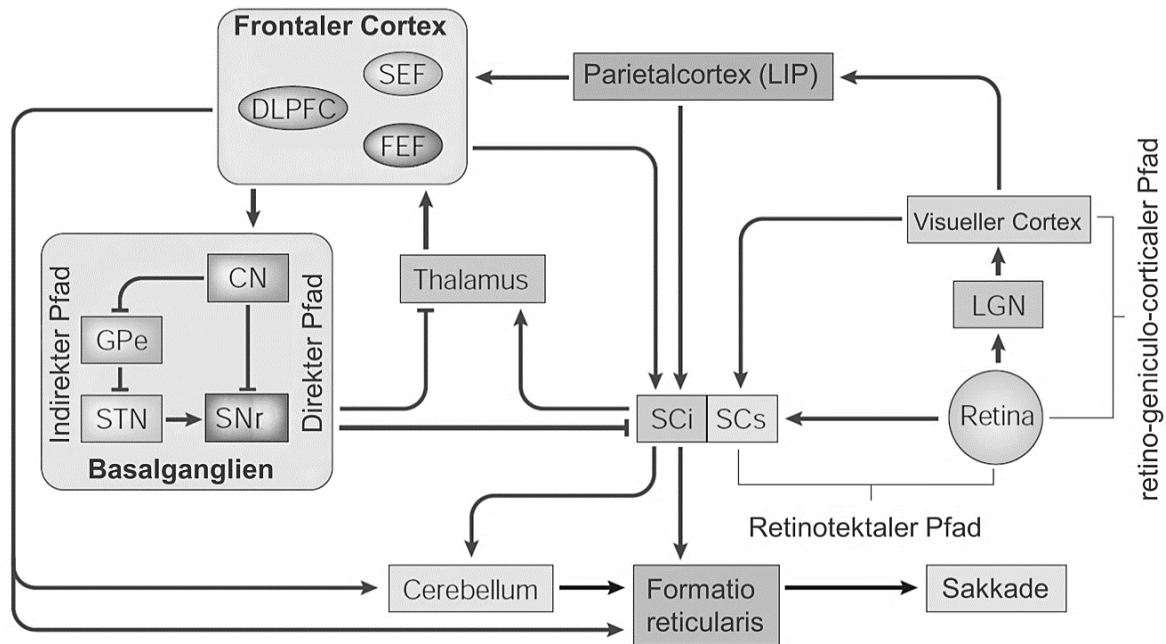 Frontaler Cortex
SEF
DLPFC
FEF
Parietalcortex (LIP)
retino-geniculo-corticaler Pfad
Visueller Cortex
LGN
Retina
Thalamus
Indirekter Pfad
CN
GPe
STN
SNr
Direkter Pfad
Basalganglien
SCi
SCs
Retinotektaler Pfad
Cerebellum
Formatio
reticularis
Sakkade